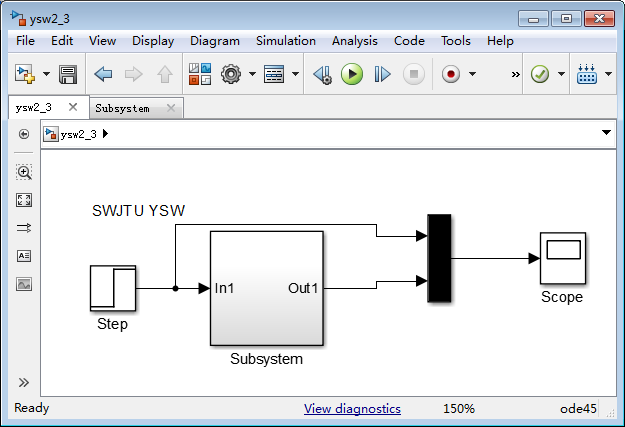 ysw2_3
File Edit View Display Diagram Simulation Analysis Code Tools Help
»
ysw2_3 Subsystem
ysw2_3
SWJTU YSW
In1 Out1
Step
Subsystem
Scope
»
Ready View diagnostics 150% ode45